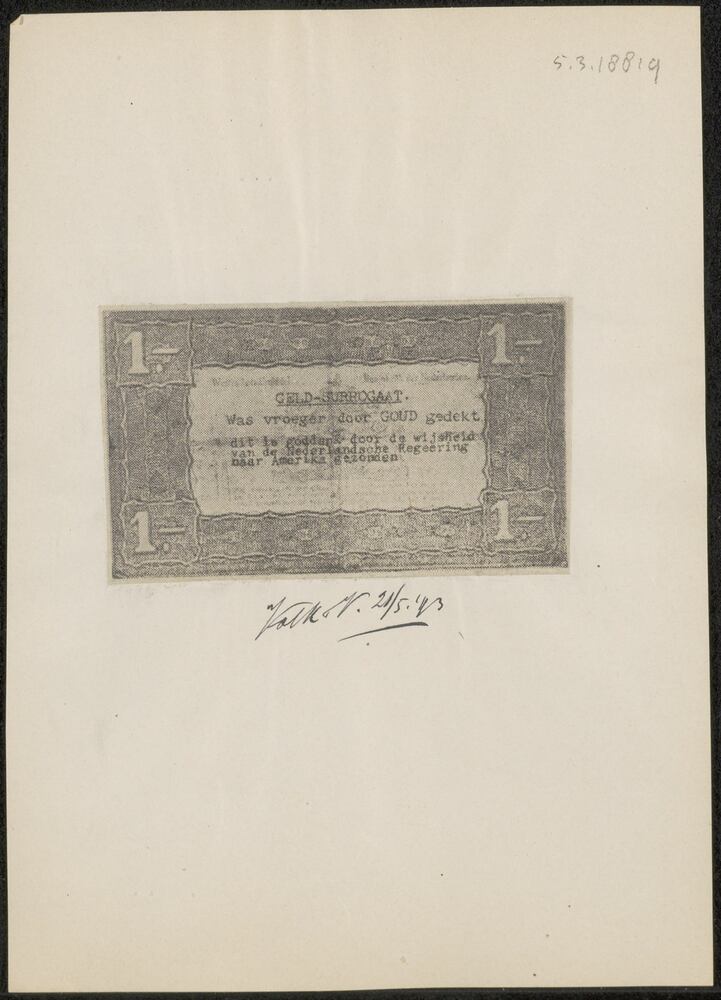 5.3.18819
1.— 1.—
GELD-SURROGAAT.
Was vroeger door GOUD gedekt
dit is goddank door de wijsheid
van de Nederlandsche Regeering
naar Amerika gezonden
1.— 1.—
Volk & V. 21/5.'43